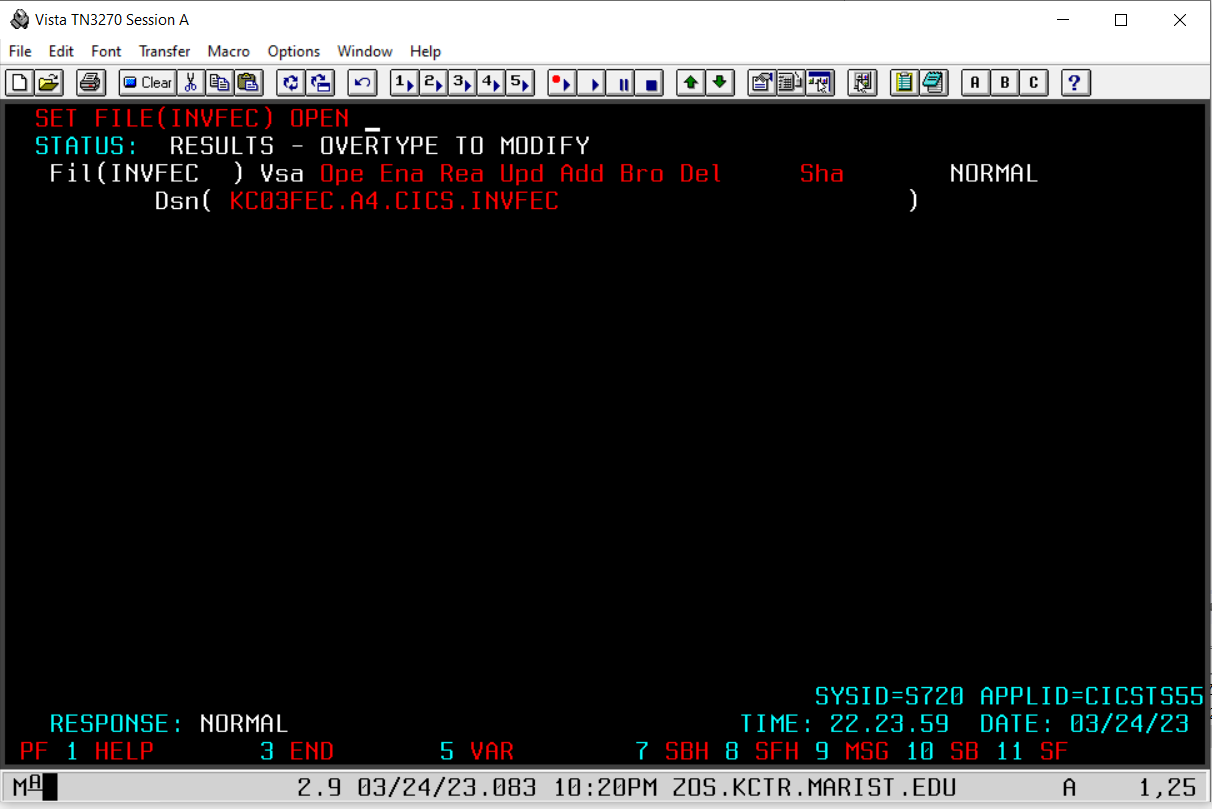 Vista TN3270 Session A
File Edit Font Transfer Macro Options Window Help
Clear 1 2 3 4 5 A B C ?
SET FILE(INVFEC) OPEN _
STATUS: RESULTS - OVERTYPE TO MODIFY
Fil(INVFEC  ) Vsa Ope Ena Rea Upd Add Bro Del Sha NORMAL
Dsn( KC03FEC.A4.CICS.INVFEC )
SYSID=S720 APPLID=CICSTS55
RESPONSE: NORMAL TIME: 22.23.59 DATE: 03/24/23
PF 1 HELP 3 END 5 VAR 7 SBH 8 SFH 9 MSG 10 SB 11 SF
MA 2.9 03/24/23.083 10:20PM ZOS.KCTR.MARIST.EDU A 1,25